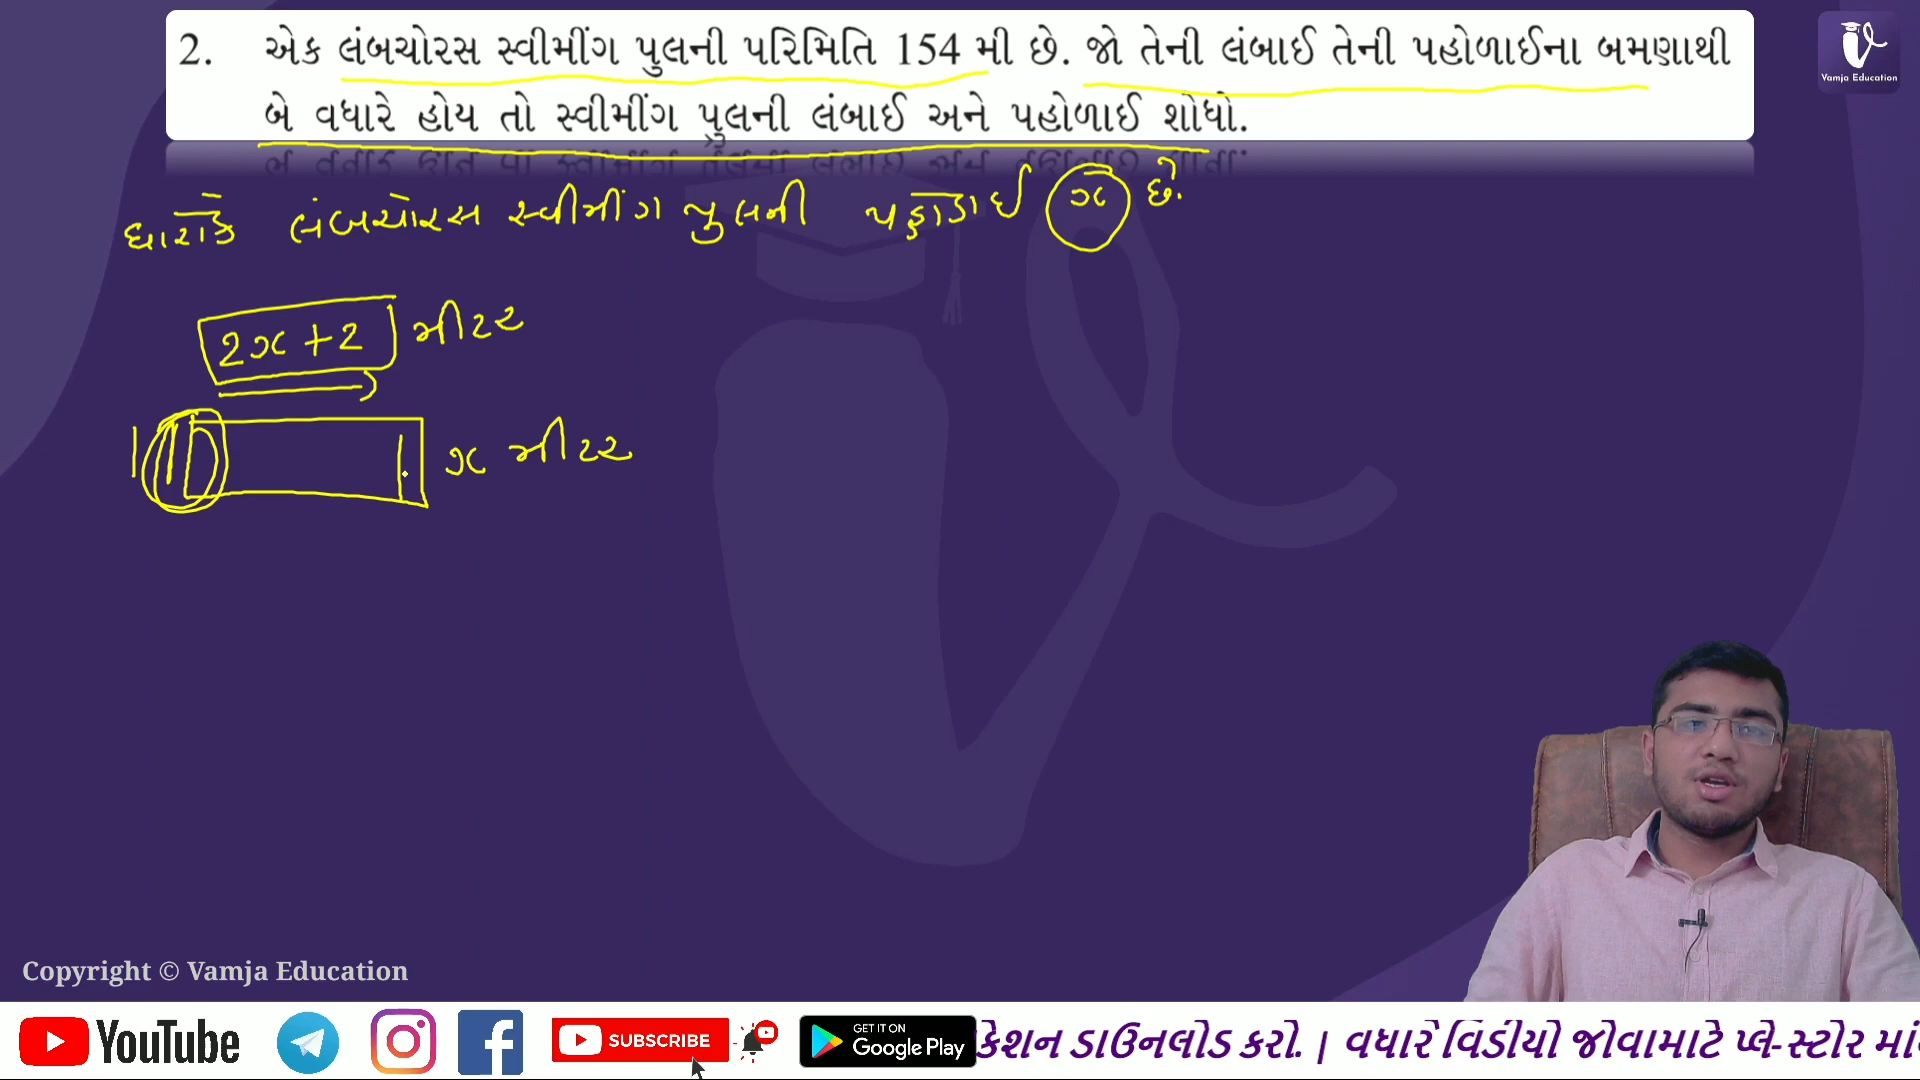 2. એક લંબચોરસ સ્વીમીંગ પુલની પરિમિતિ 154 મી છે. જો તેની લંબાઈ તેની પહોળાઈના બમણાથી
બે વધારે હોય તો સ્વીમીંગ પુલની લંબાઈ અને પહોળાઈ શોધો.
Vamja Education
ધારોકે લંબચોરસ સ્વીમીંગ પુલની પહોળાઈ x છે.
2x + 2 મીટર
x મીટર
Copyright © Vamja Education
YouTube
SUBSCRIBE
GET IT ON
Google Play
કેશન ડાઉનલોડ કરો. | વધારે વિડીયો જોવામાટે પ્લે-સ્ટોર